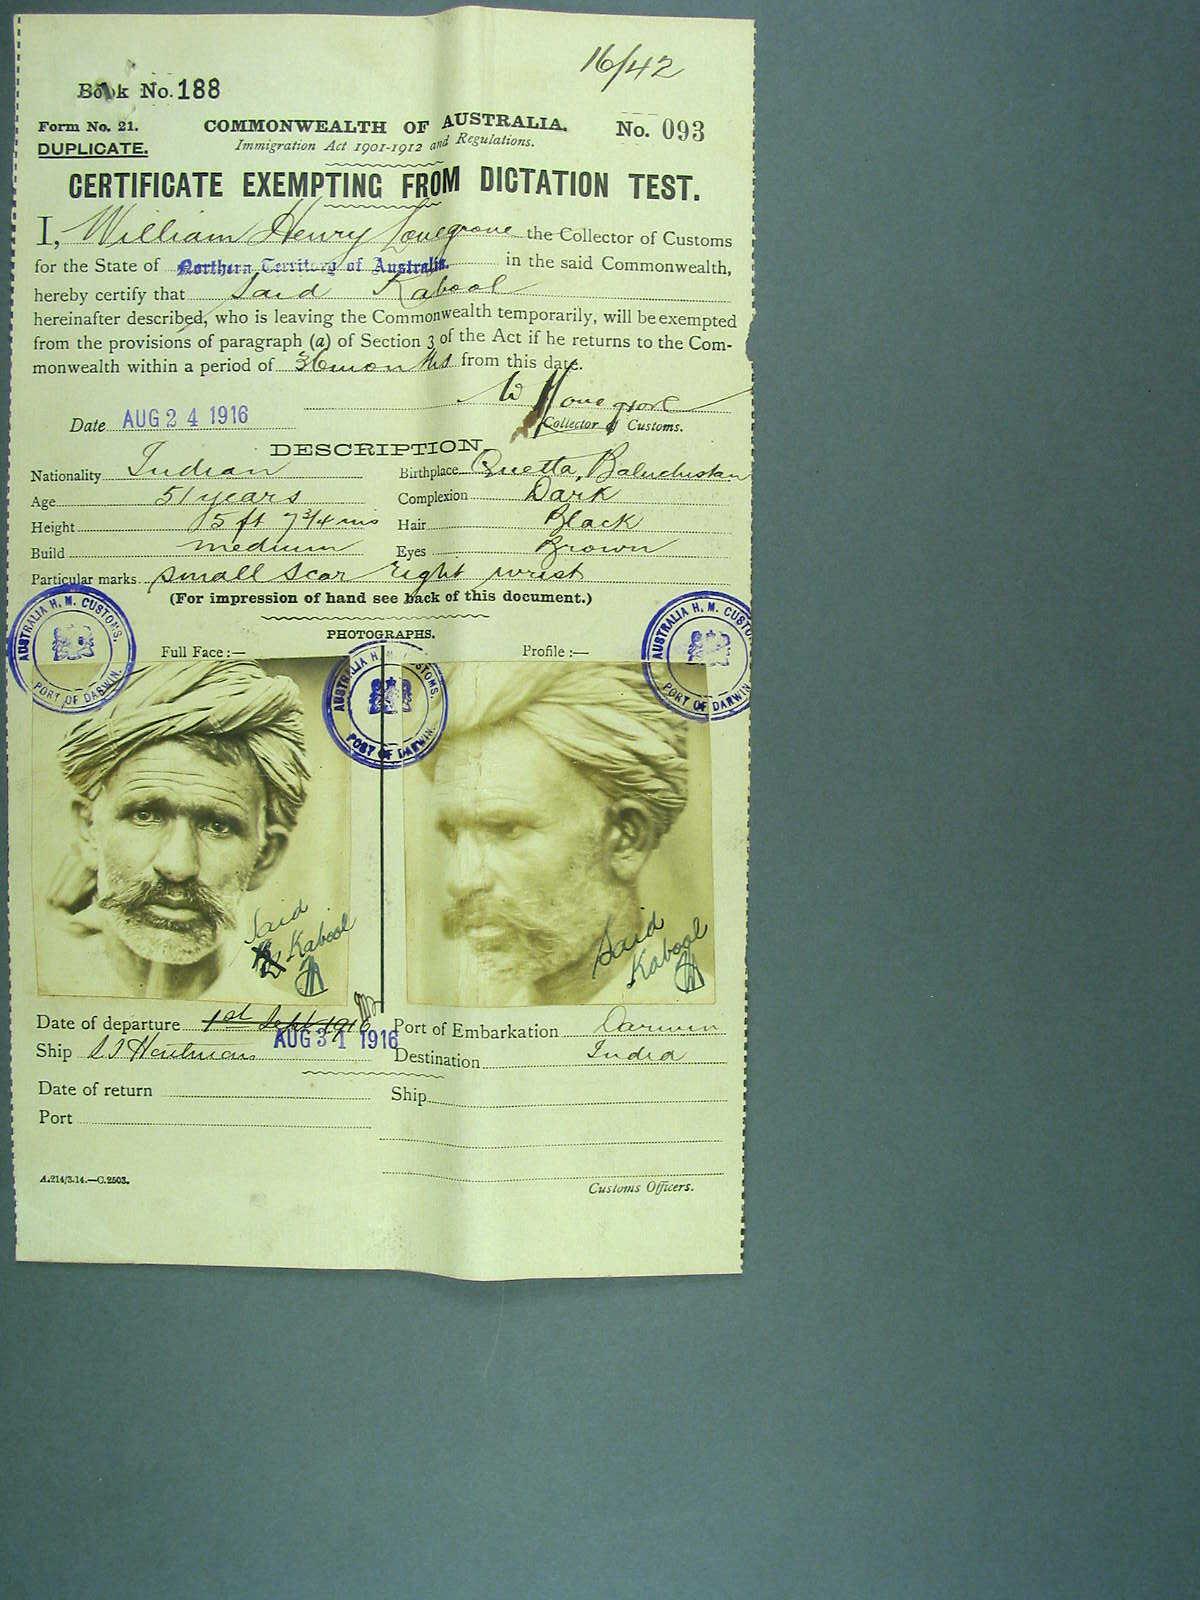 16/42
Book No. 188
Form No. 21.
DUPLICATE.
COMMONWEALTH OF AUSTRALIA.
Immigration Act 1901-1912 and Regulations.
No. 093
CERTIFICATE EXEMPTING FROM DICTATION TEST.
I, William Henry Lonegrove the Collector of Customs
for the State of Northern Territory of Australia. in the said Commonwealth,
hereby certify that Said Kabool
hereinafter described, who is leaving the Commonwealth temporarily, will be exempted
from the provisions of paragraph (a) of Section 3 of the Act if he returns to the Com-
monwealth within a period of 36 months from this date.
W H Lonegrove
Date AUG 24 1916
Collector of Customs.
DESCRIPTION
Nationality Indian Birthplace Quetta, Baluchistan
Age 51 years Complexion Dark
Height 5 ft 7 3/4 ins Hair Black
Build medium Eyes Brown
Particular marks small scar right wrist
(For impression of hand see back of this document.)
PHOTOGRAPHS.
Full Face :— Profile :—
AUSTRALIA H. M. CUSTOMS. PORT OF DARWIN.
AUSTRALIA H. M. CUSTOMS. PORT OF DARWIN.
AUSTRALIA H. M. CUSTOMS. PORT OF DARWIN.
Said
Kabool
Said
Kabool
Date of departure 1st Sept 1916 Port of Embarkation Darwin
AUG 31 1916
Ship Destination India
Date of return Ship
Port
A.214/3.14.—C.2503.
Customs Officers.